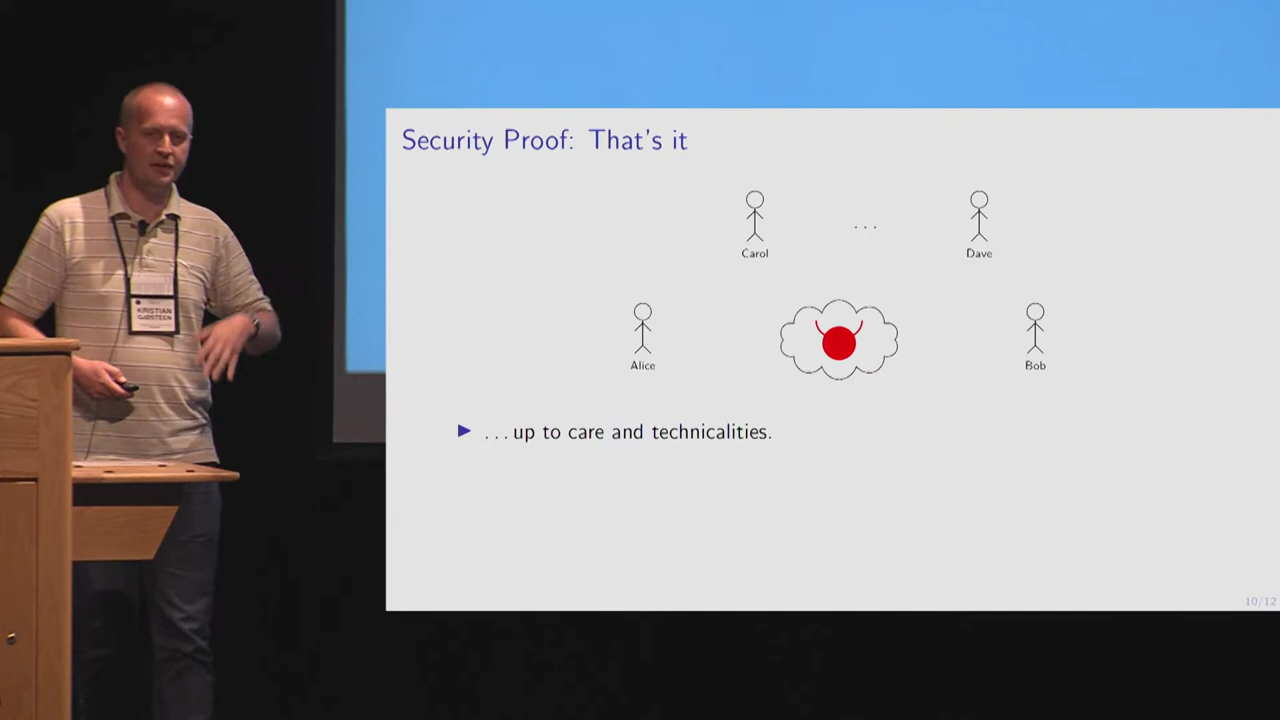 Security Proof: That's it
Carol
. . .
Dave
Alice
Bob
. . . up to care and technicalities.
10/12
KRISTIAN
GJØSTEEN